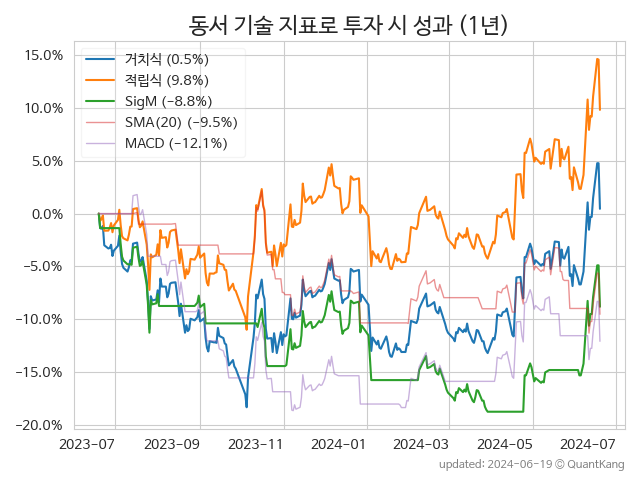 동서 기술 지표로 투자 시 성과 (1년)
거치식 (0.5%)
적립식 (9.8%)
SigM (−8.8%)
SMA(20) (−9.5%)
MACD (−12.1%)
15.0%
10.0%
5.0%
0.0%
−5.0%
−10.0%
−15.0%
−20.0%
2023-07 2023-09 2023-11 2024-01 2024-03 2024-05 2024-07
updated: 2024-06-19 © QuantKang